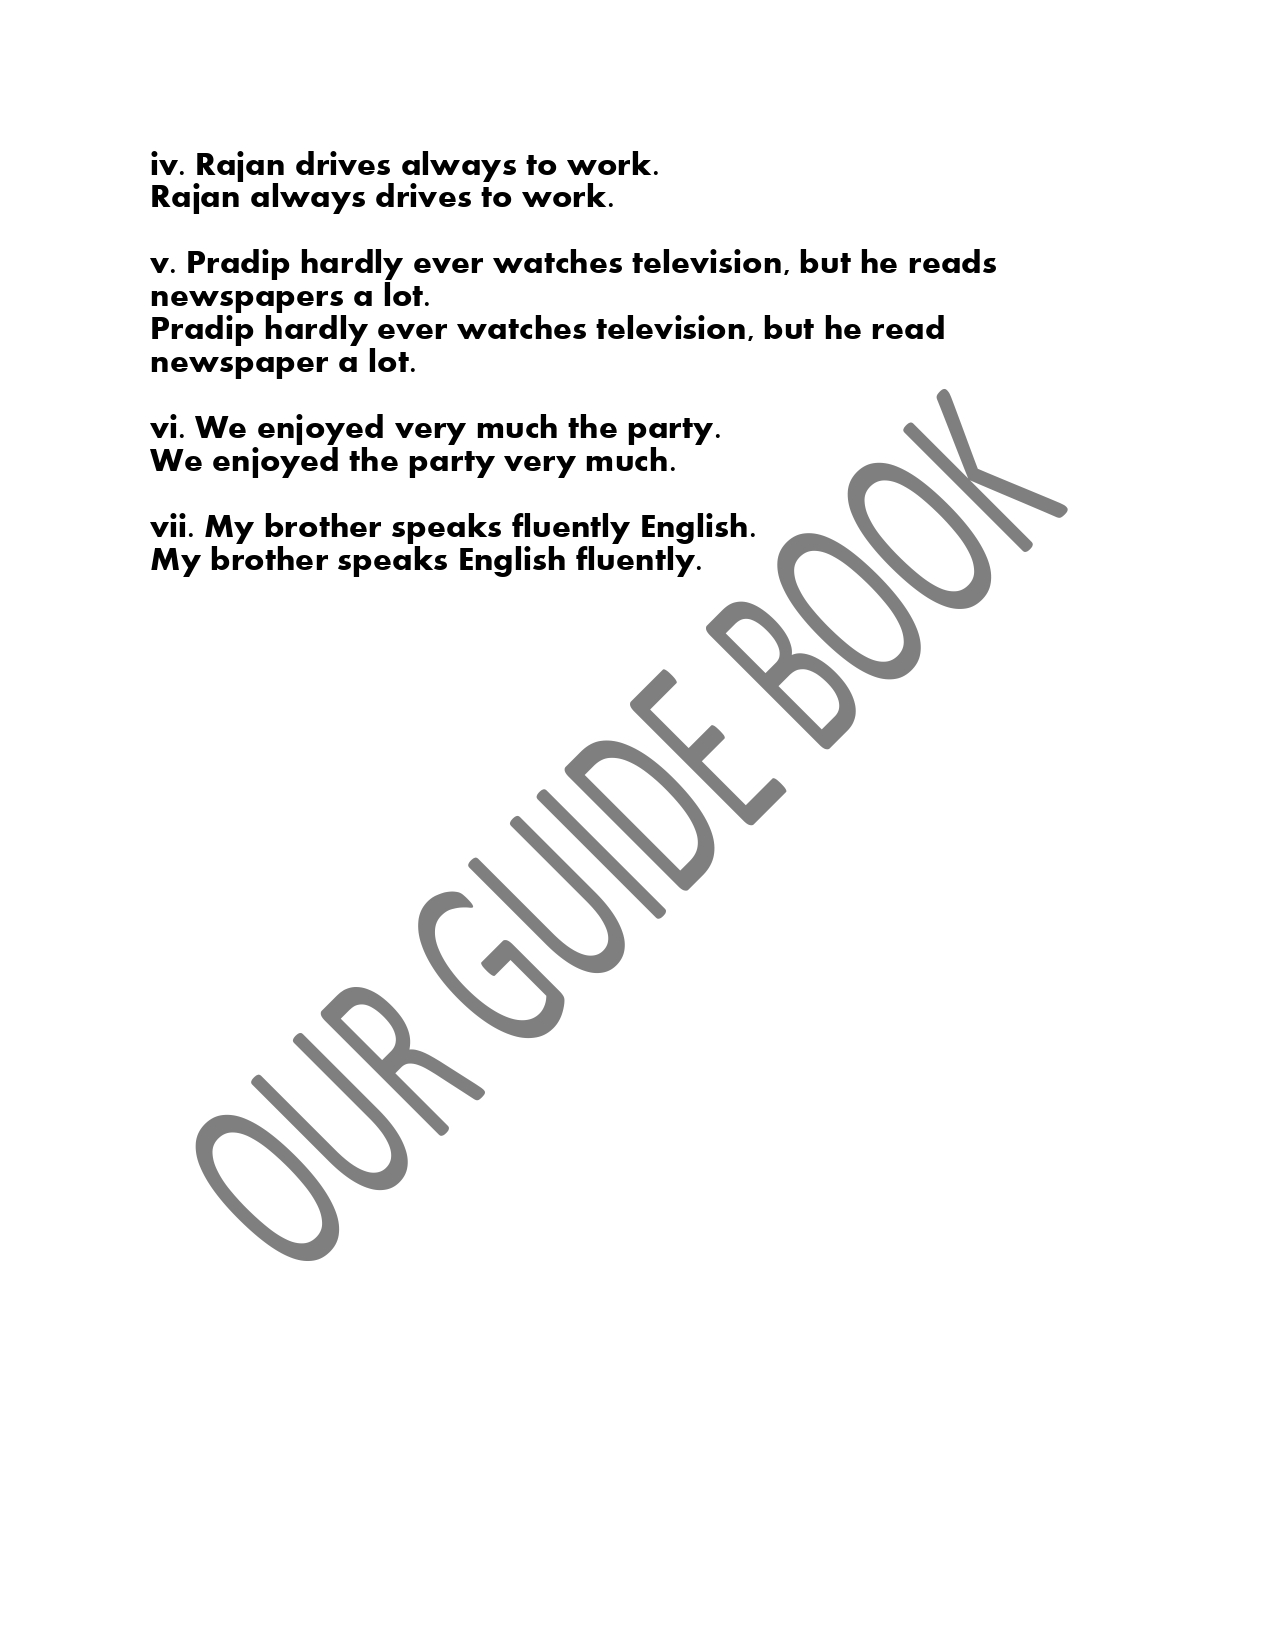 iv. Rajan drives always to work.
Rajan always drives to work.
v. Pradip hardly ever watches television, but he reads
newspapers a lot.
Pradip hardly ever watches television, but he read
newspaper a lot.
vi. We enjoyed very much the party.
We enjoyed the party very much.
vii. My brother speaks fluently English.
My brother speaks English fluently.
OUR GUIDE BOOK